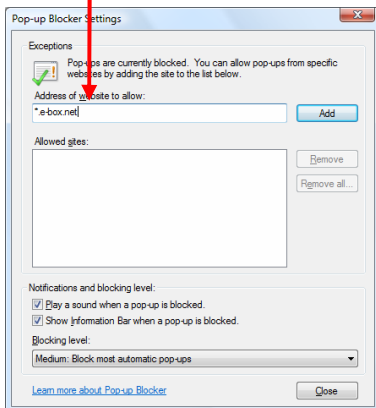 Pop-up Blocker Settings
Exceptions
Pop-ups are currently blocked. You can allow pop-ups from specific
websites by adding the site to the list below.
Address of website to allow:
*.e-box.net
Add
Allowed sites:
Remove
Remove all...
Notifications and blocking level:
Play a sound when a pop-up is blocked.
Show Information Bar when a pop-up is blocked.
Blocking level:
Medium: Block most automatic pop-ups
Learn more about Pop-up Blocker
Close